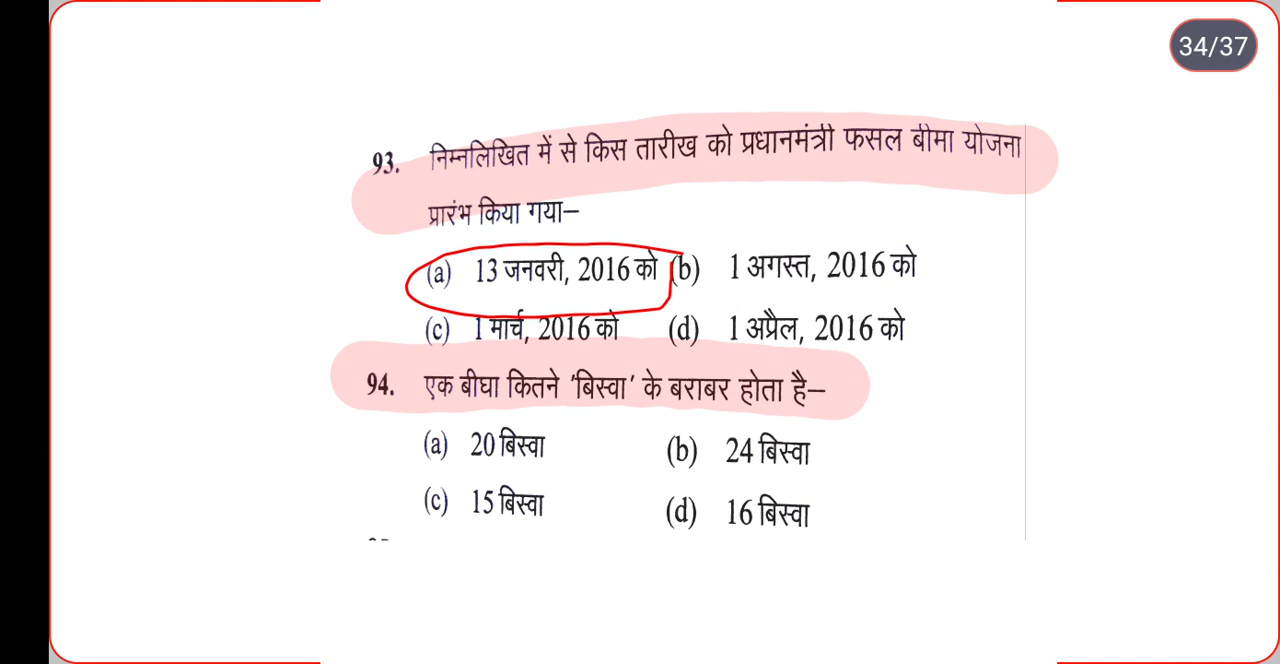 34/37
93. निम्नलिखित में से किस तारीख को प्रधानमंत्री फसल बीमा योजना
प्रारंभ किया गया–
(a) 13 जनवरी, 2016 को (b) 1 अगस्त, 2016 को
(c) 1 मार्च, 2016 को (d) 1 अप्रैल, 2016 को
94. एक बीघा कितने 'बिस्वा' के बराबर होता है–
(a) 20 बिस्वा (b) 24 बिस्वा
(c) 15 बिस्वा (d) 16 बिस्वा